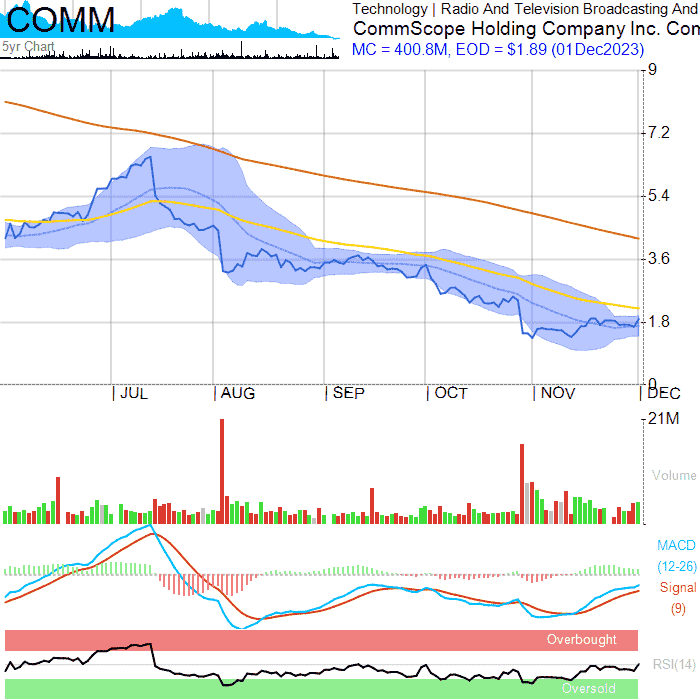 COMM
5yr Chart
Technology | Radio And Television Broadcasting And
CommScope Holding Company Inc. Con
MC = 400.8M, EOD = $1.89 (01Dec2023)
9
7.2
5.4
3.6
1.8
0
JUL AUG SEP OCT NOV DEC
21M
Volume
MACD
(12-26)
Signal
(9)
Overbought
RSI(14)
Oversold